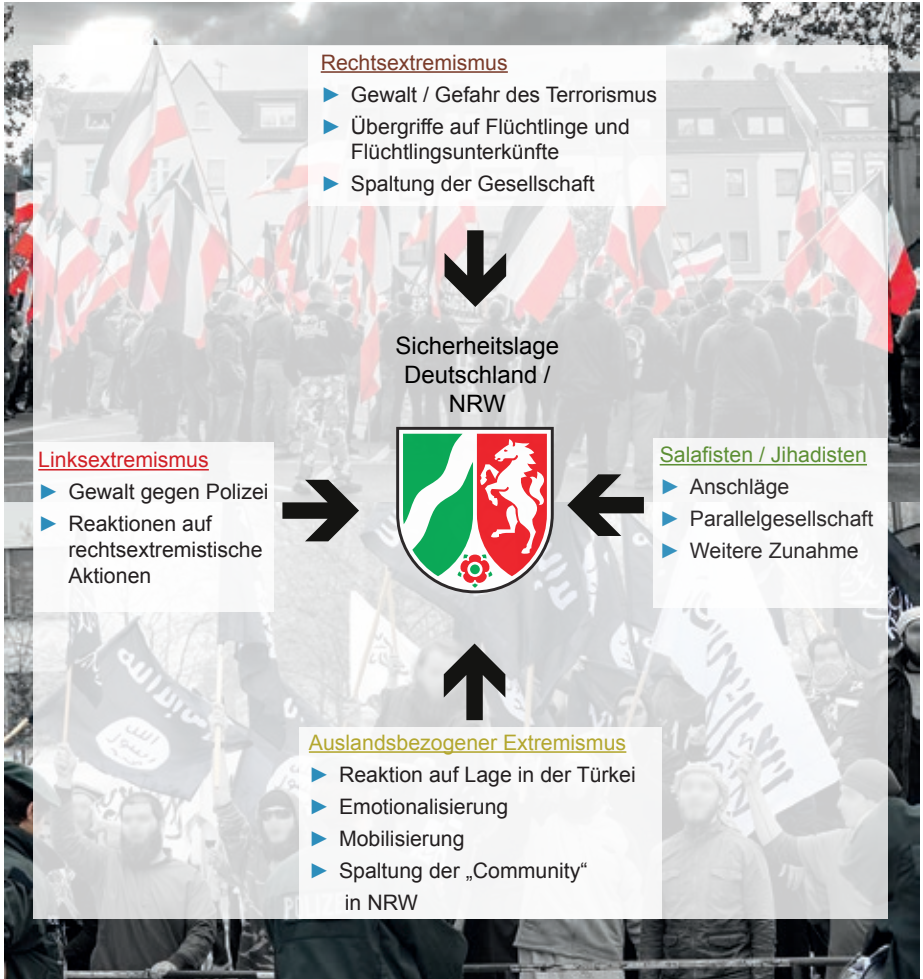 Rechtsextremismus
► Gewalt / Gefahr des Terrorismus
► Übergriffe auf Flüchtlinge und
Flüchtlingsunterkünfte
► Spaltung der Gesellschaft
Sicherheitslage
Deutschland /
NRW
Linksextremismus
► Gewalt gegen Polizei
► Reaktionen auf
rechtsextremistische
Aktionen
Salafisten / Jihadisten
► Anschläge
► Parallelgesellschaft
► Weitere Zunahme
Auslandsbezogener Extremismus
► Reaktion auf Lage in der Türkei
► Emotionalisierung
► Mobilisierung
► Spaltung der „Community“
in NRW